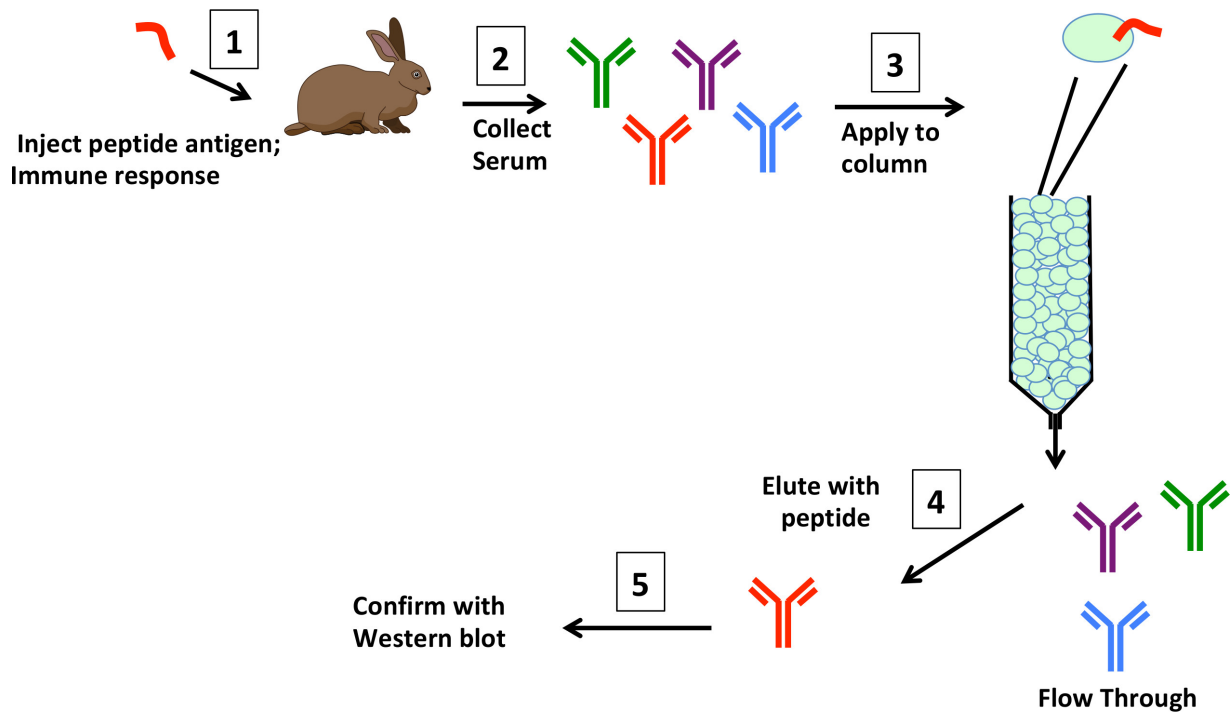 1
Inject peptide antigen;
Immune response
2
Collect
Serum
3
Apply to
column
4
Elute with
peptide
5
Confirm with
Western blot
Flow Through